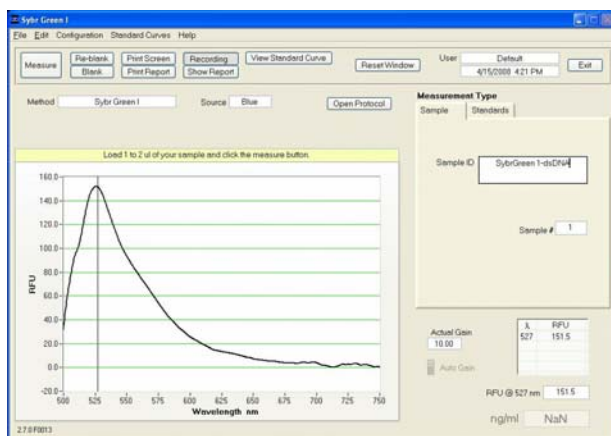 Sybr Green I
File Edit Configuration Standard Curves Help
Measure
Re-blank
Print Screen
Recording
View Standard Curve
Blank
Print Report
Show Report
Reset Window
User
Default
4/15/2008 4:21 PM
Exit
Method
Sybr Green I
Source
Blue
Open Protocol
Measurement Type
Sample
Standards
Load 1 to 2 ul of your sample and click the measure button.
Sample ID
SybrGreen 1-dsDNA
Sample #
1
160.0
140.0
120.0
100.0
80.0
60.0
40.0
20.0
0.0
-20.0
RFU
500 525 550 575 600 625 650 675 700 725 750
Wavelength nm
Actual Gain
10.00
Auto Gain
λ RFU
527 151.5
RFU @ 527 nm
151.5
ng/ml
NaN
2.7.0 F0013